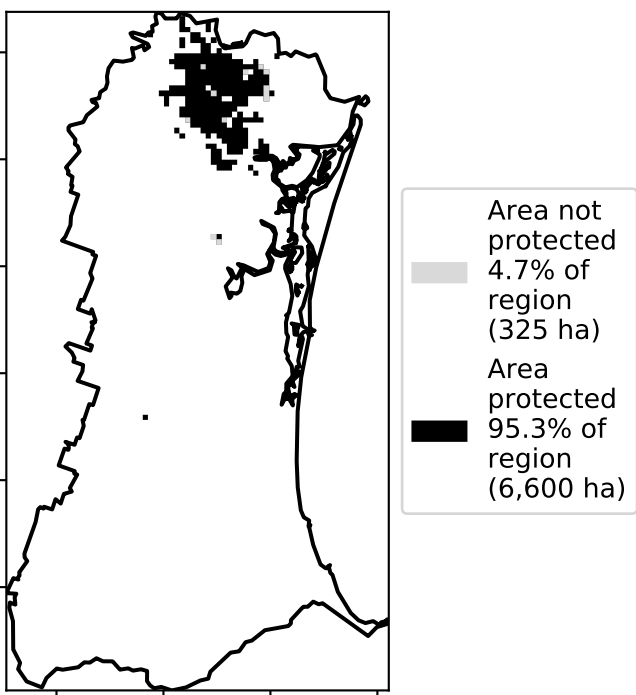 Area not
protected
4.7% of
region
(325 ha)
Area
protected
95.3% of
region
(6,600 ha)